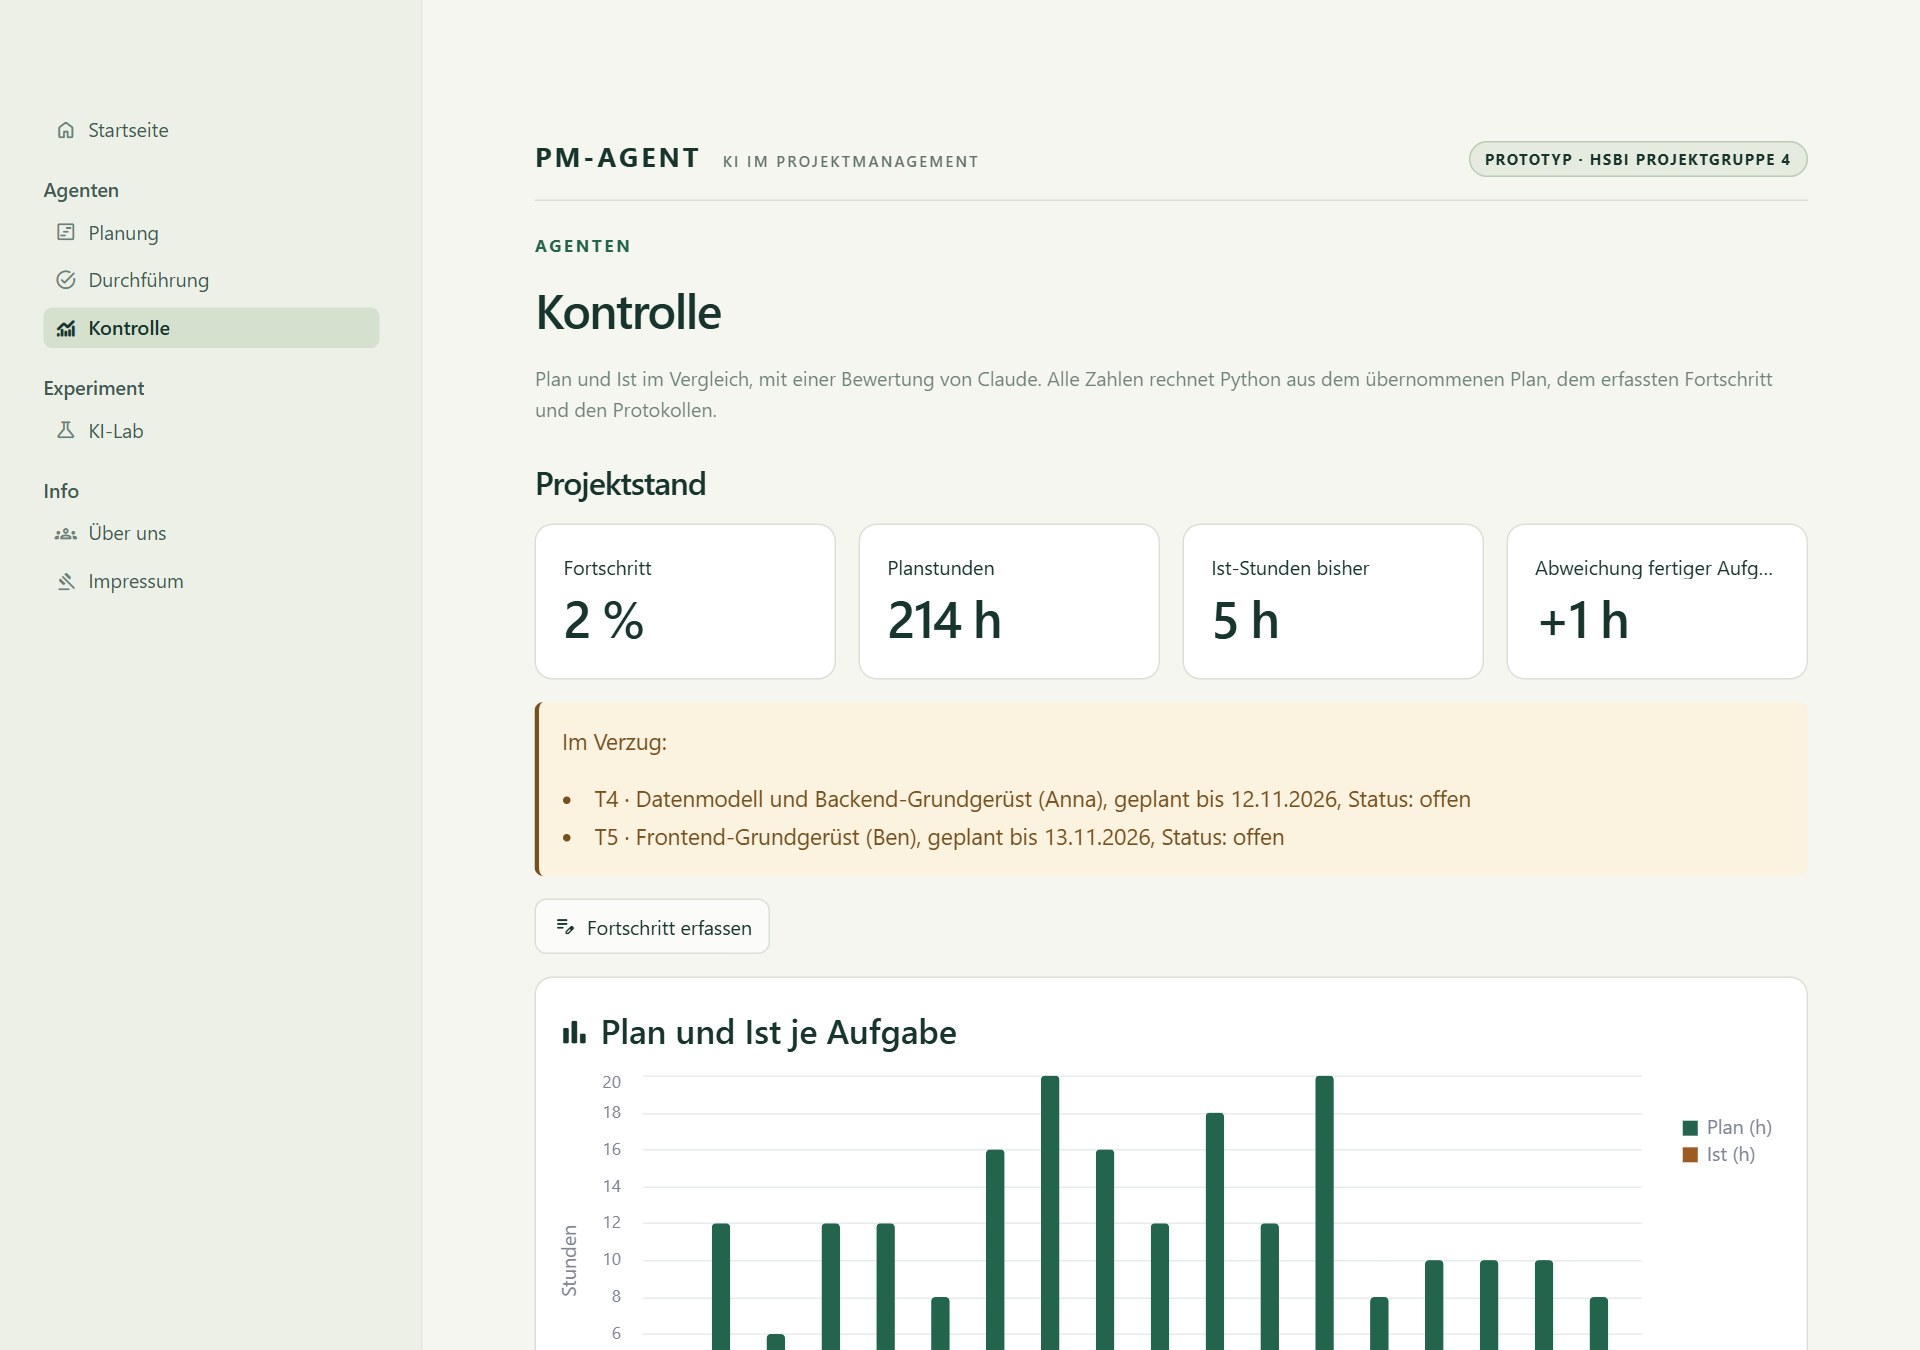 Startseite
Agenten
Planung
Durchführung
Kontrolle
Experiment
KI-Lab
Info
Über uns
Impressum
PM-AGENT KI IM PROJEKTMANAGEMENT
PROTOTYP · HSBI PROJEKTGRUPPE 4
AGENTEN
Kontrolle
Plan und Ist im Vergleich, mit einer Bewertung von Claude. Alle Zahlen rechnet Python aus dem übernommenen Plan, dem erfassten Fortschritt
und den Protokollen.
Projektstand
Fortschritt
2 %
Planstunden
214 h
Ist-Stunden bisher
5 h
Abweichung fertiger Aufg...
+1 h
Im Verzug:
• T4 · Datenmodell und Backend-Grundgerüst (Anna), geplant bis 12.11.2026, Status: offen
• T5 · Frontend-Grundgerüst (Ben), geplant bis 13.11.2026, Status: offen
Fortschritt erfassen
Plan und Ist je Aufgabe
20
18
16
14
12
10
8
6
Stunden
Plan (h)
Ist (h)